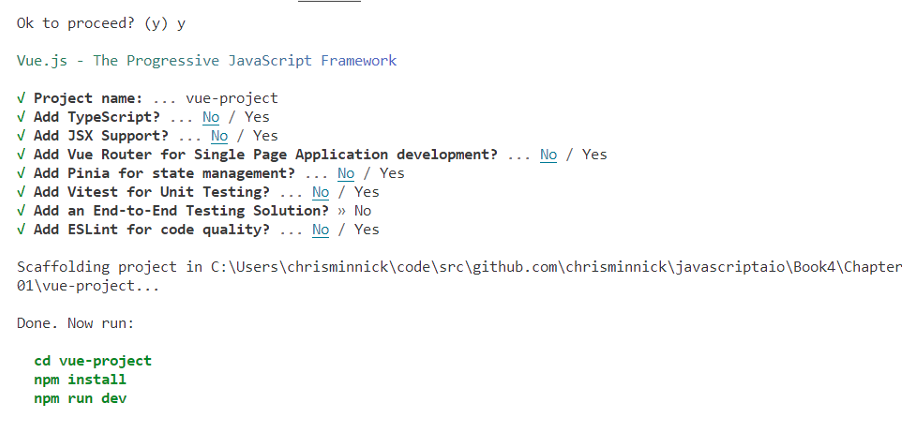 Ok to proceed? (y) y
Vue.js - The Progressive JavaScript Framework
√ Project name: ... vue-project
√ Add TypeScript? ... No / Yes
√ Add JSX Support? ... No / Yes
√ Add Vue Router for Single Page Application development? ... No / Yes
√ Add Pinia for state management? ... No / Yes
√ Add Vitest for Unit Testing? ... No / Yes
√ Add an End-to-End Testing Solution? » No
√ Add ESLint for code quality? ... No / Yes
Scaffolding project in C:\Users\chrisminnick\code\src\github.com\chrisminnick\javascriptaio\Book4\Chapter
01\vue-project...
Done. Now run:
cd vue-project
npm install
npm run dev